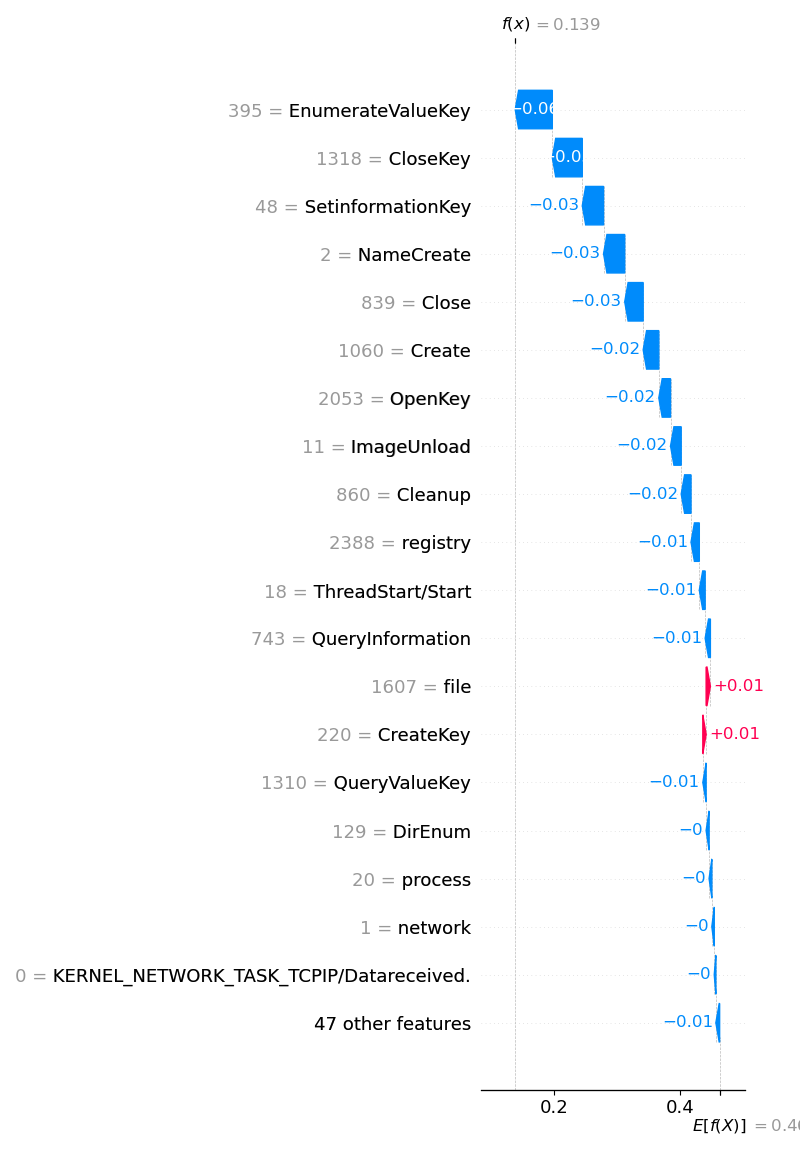 f(x) = 0.139
395 = EnumerateValueKey −0.06
1318 = CloseKey
48 = SetinformationKey −0.03
2 = NameCreate −0.03
839 = Close −0.03
1060 = Create −0.02
2053 = OpenKey −0.02
11 = ImageUnload −0.02
860 = Cleanup −0.02
2388 = registry −0.01
18 = ThreadStart/Start −0.01
743 = QueryInformation −0.01
1607 = file +0.01
220 = CreateKey +0.01
1310 = QueryValueKey −0.01
129 = DirEnum −0
20 = process −0
1 = network −0
0 = KERNEL_NETWORK_TASK_TCPIP/Datareceived. −0
47 other features −0.01
0.2 0.4
E[f(X)] =